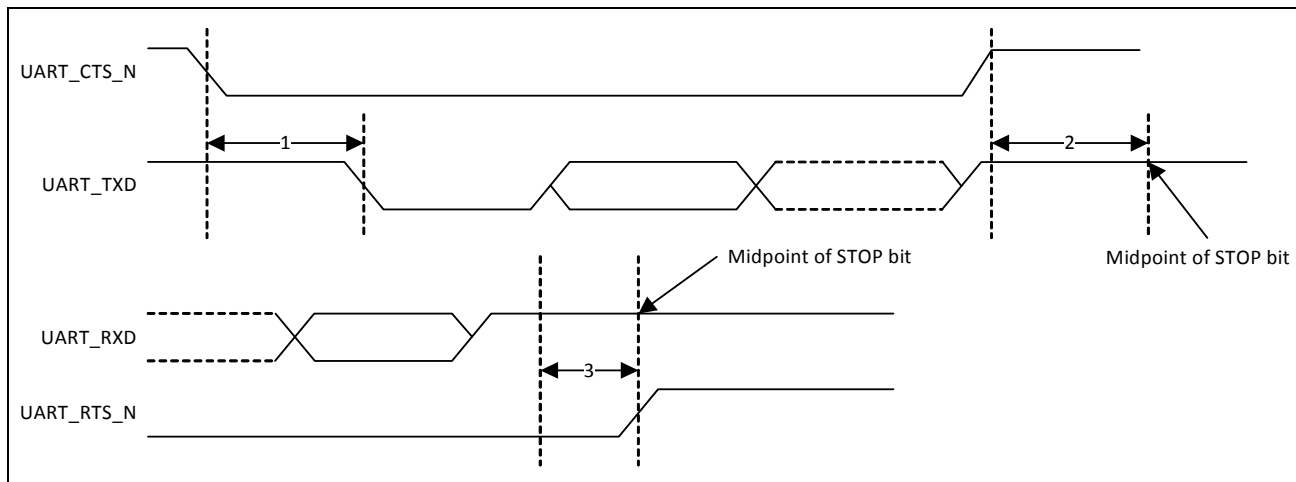 UART_CTS_N
1
2
UART_TXD
Midpoint of STOP bit
Midpoint of STOP bit
UART_RXD
3
UART_RTS_N